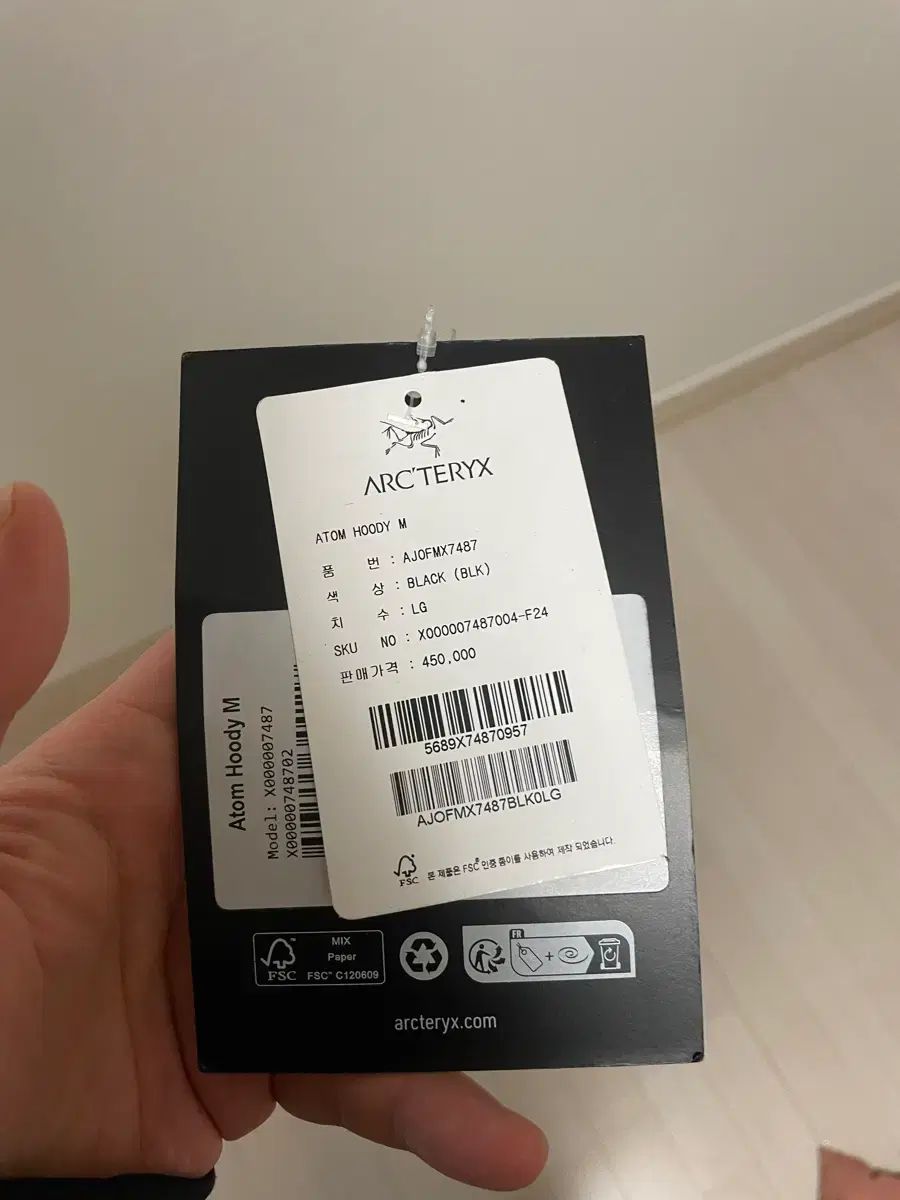 ARC'TERYX
ATOM HOODY M
품 번 : AJOFMX7487
색 상 : BLACK (BLK)
치 수 : LG
SKU NO : X000007487004-F24
판매가격 : 450,000
5689X74870957
AJOFMX7487BLK0LG
FSC
본 제품은 FSC® 인증 종이를 사용하여 제작 되었습니다.
Atom Hoody M
Model: X000007487
X00000748702
FSC
MIX
Paper
FSC™ C120609
FR
arcteryx.com